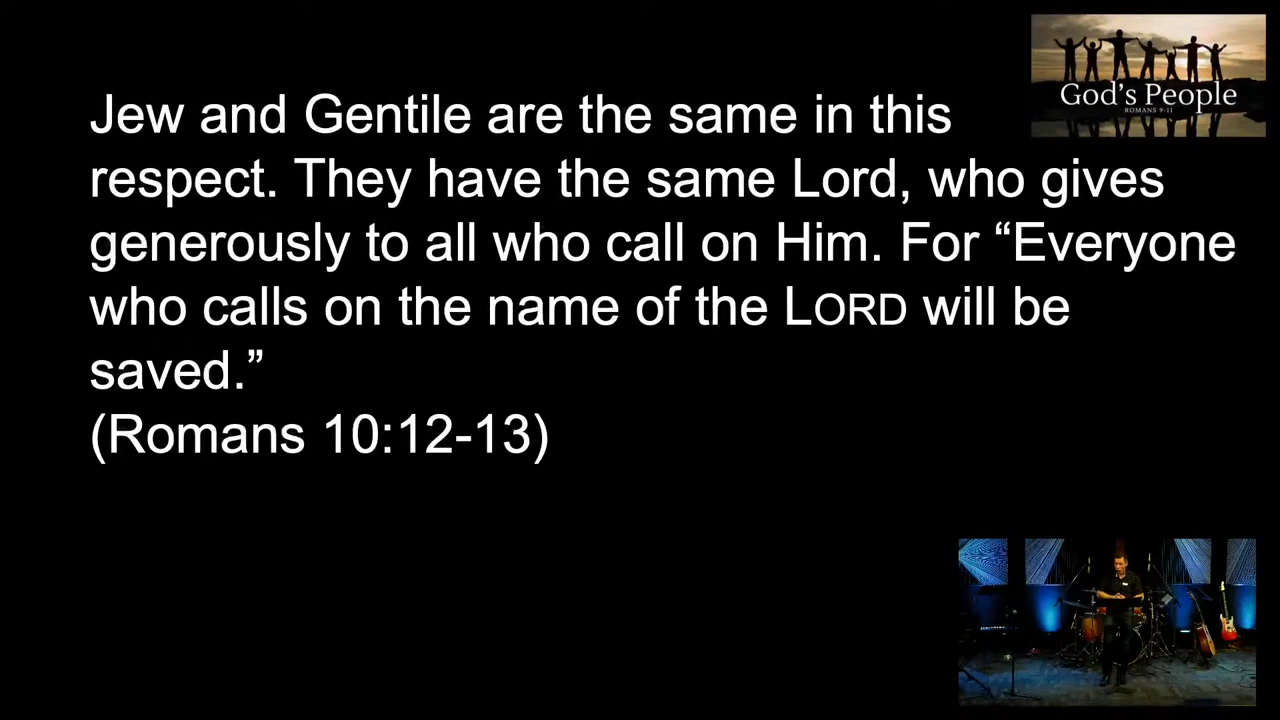 God's People
ROMANS 9-11
Jew and Gentile are the same in this
respect. They have the same Lord, who gives
generously to all who call on Him. For “Everyone
who calls on the name of the LORD will be
saved.”
(Romans 10:12-13)